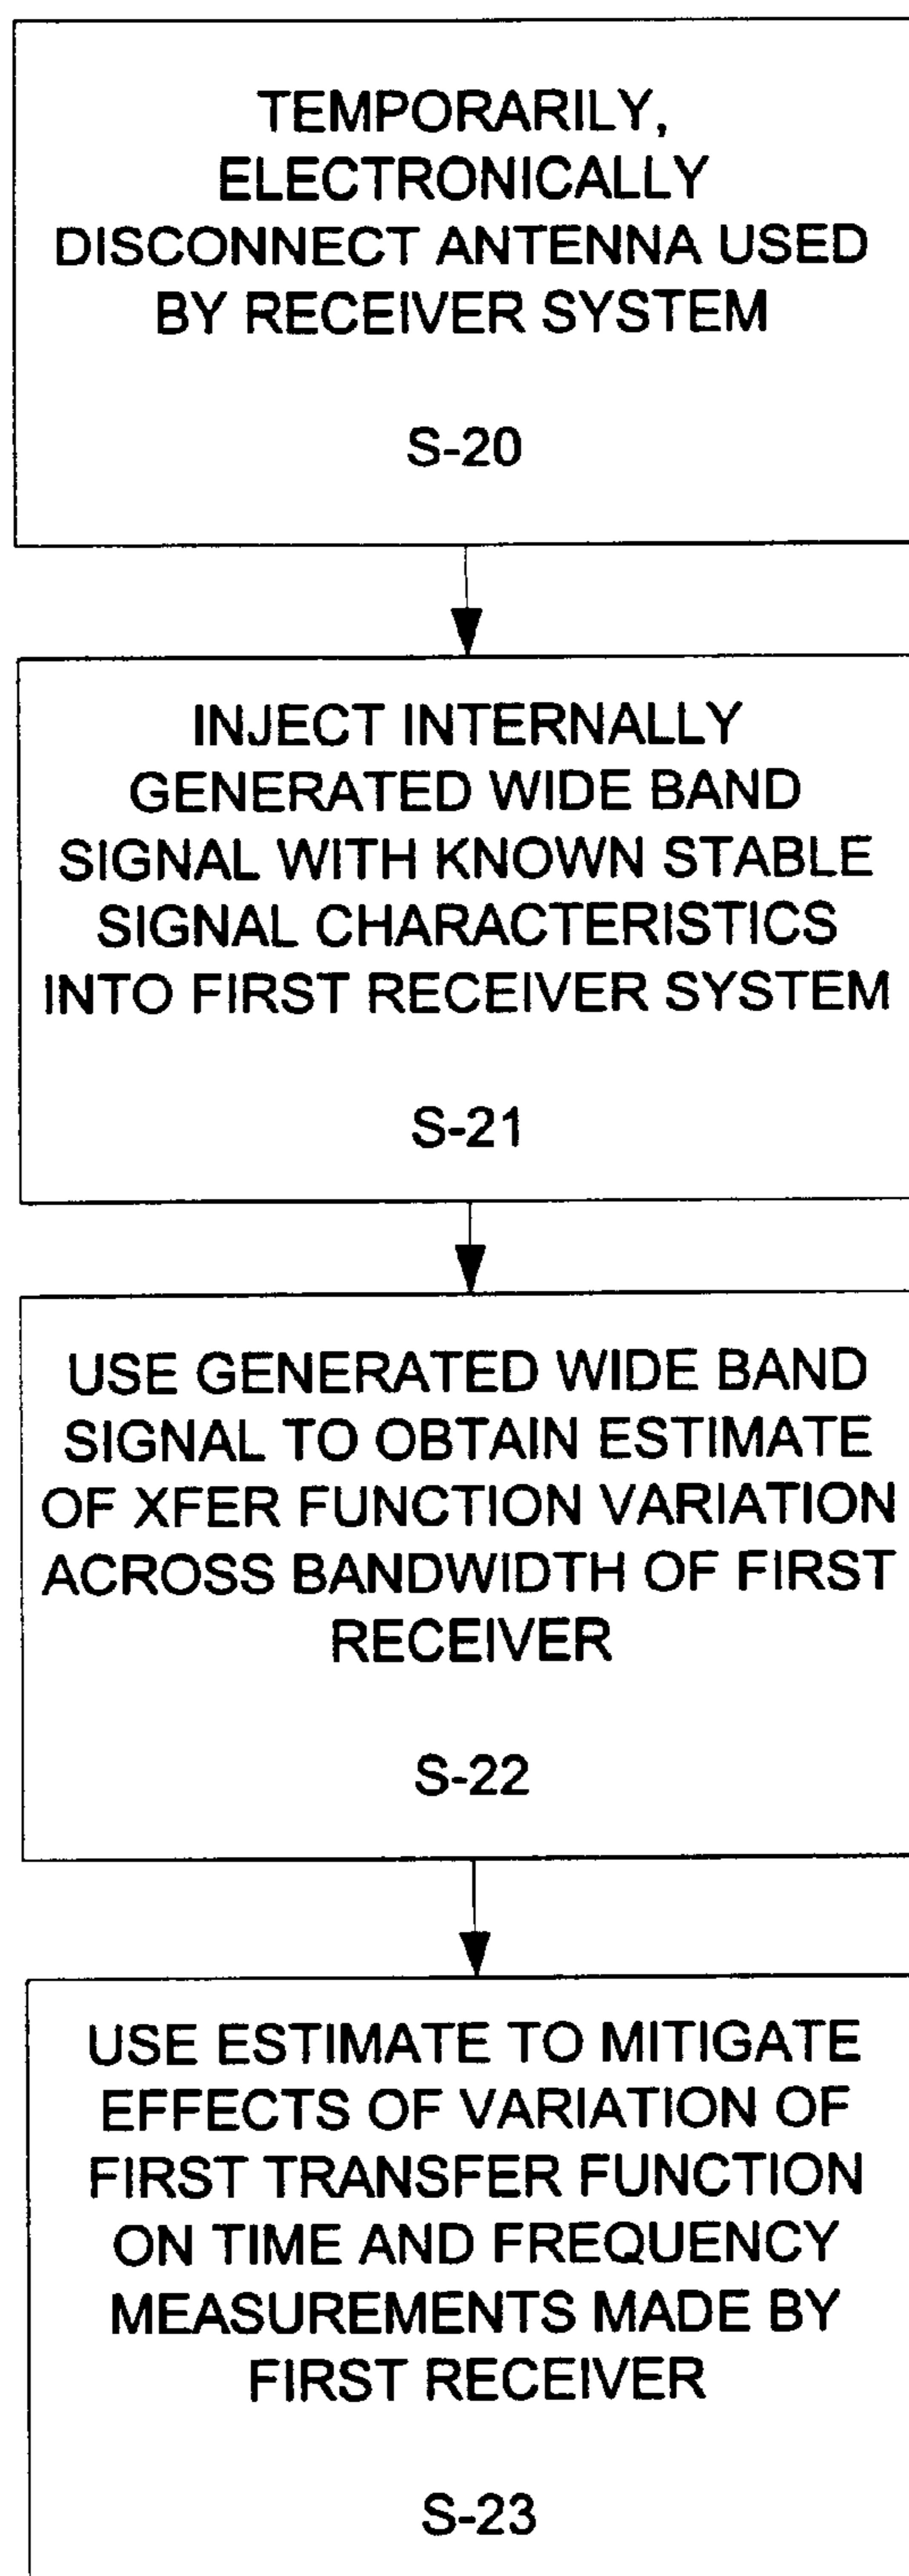 TEMPORARILY,
ELECTRONICALLY
DISCONNECT ANTENNA USED
BY RECEIVER SYSTEM
S-20
INJECT INTERNALLY
GENERATED WIDE BAND
SIGNAL WITH KNOWN STABLE
SIGNAL CHARACTERISTICS
INTO FIRST RECEIVER SYSTEM
S-21
USE GENERATED WIDE BAND
SIGNAL TO OBTAIN ESTIMATE
OF XFER FUNCTION VARIATION
ACROSS BANDWIDTH OF FIRST
RECEIVER
S-22
USE ESTIMATE TO MITIGATE
EFFECTS OF VARIATION OF
FIRST TRANSFER FUNCTION
ON TIME AND FREQUENCY
MEASUREMENTS MADE BY
FIRST RECEIVER
S-23